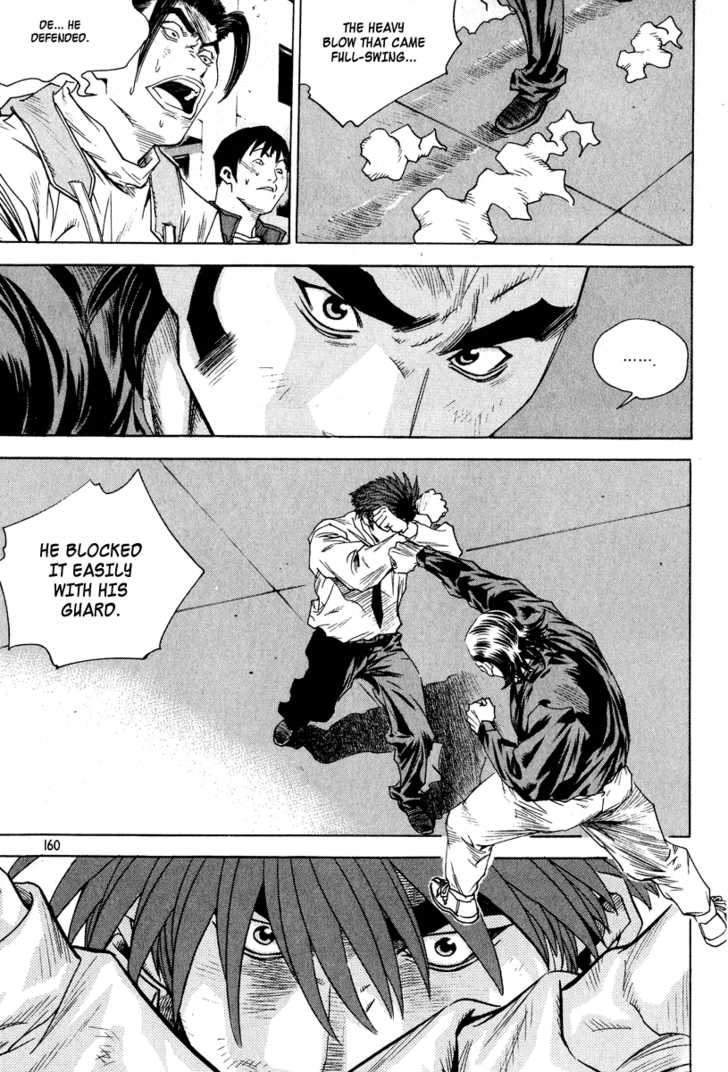 THE HEAVY
BLOW THAT CAME
FULL-SWING...
DE... HE
DEFENDED.
.......
HE BLOCKED
IT EASILY
WITH HIS
GUARD.
160